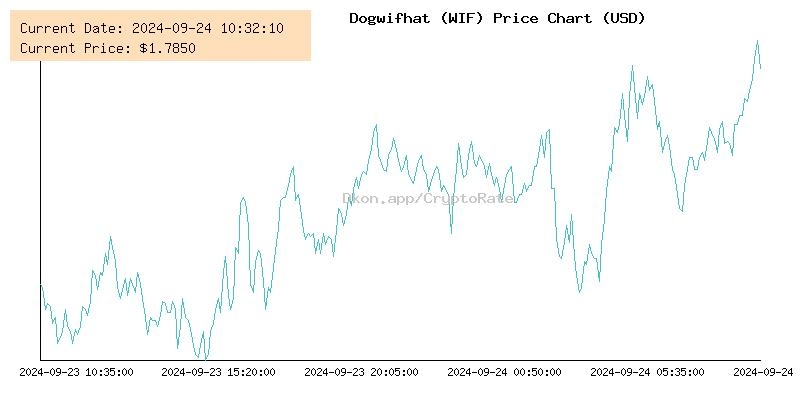 Dogwifhat (WIF) Price Chart (USD)
Current Date: 2024-09-24 10:32:10
Current Price: $1.7850
Dkon.app/CryptoRate
2024-09-23 10:35:00 2024-09-23 15:20:00 2024-09-23 20:05:00 2024-09-24 00:50:00 2024-09-24 05:35:00 2024-09-24